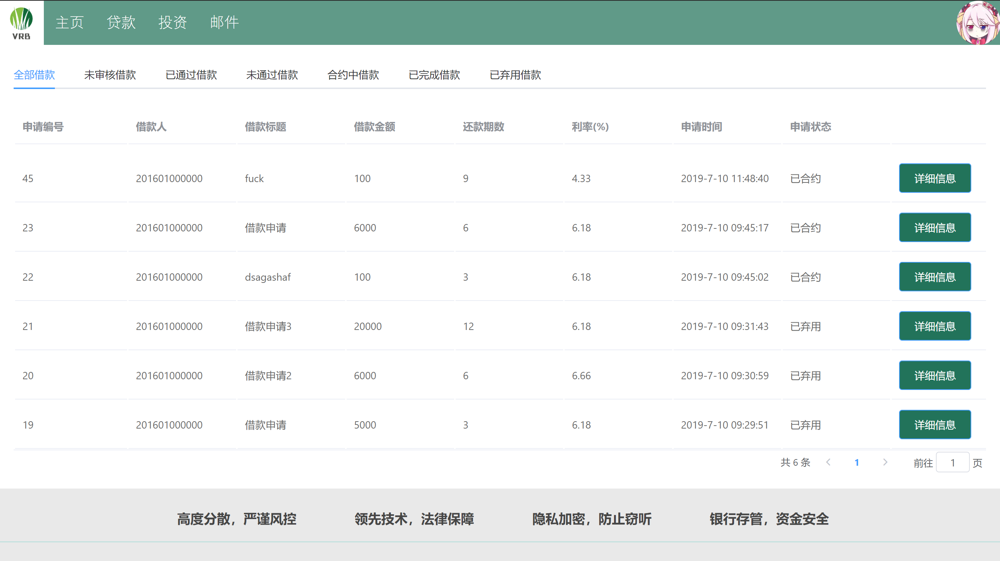 VRB 主页 贷款 投资 邮件
全部借款 未审核借款 已通过借款 未通过借款 合约中借款 已完成借款 已弃用借款
申请编号 借款人 借款标题 借款金额 还款期数 利率(%) 申请时间 申请状态
45 201601000000 fuck 100 9 4.33 2019-7-10 11:48:40 已合约 详细信息
23 201601000000 借款申请 6000 6 6.18 2019-7-10 09:45:17 已合约 详细信息
22 201601000000 dsagashaf 100 3 6.18 2019-7-10 09:45:02 已合约 详细信息
21 201601000000 借款申请3 20000 12 6.18 2019-7-10 09:31:43 已弃用 详细信息
20 201601000000 借款申请2 6000 6 6.66 2019-7-10 09:30:59 已弃用 详细信息
19 201601000000 借款申请 5000 3 6.18 2019-7-10 09:29:51 已弃用 详细信息
共 6 条 1 前往 1 页
高度分散，严谨风控 领先技术，法律保障 隐私加密，防止窃听 银行存管，资金安全